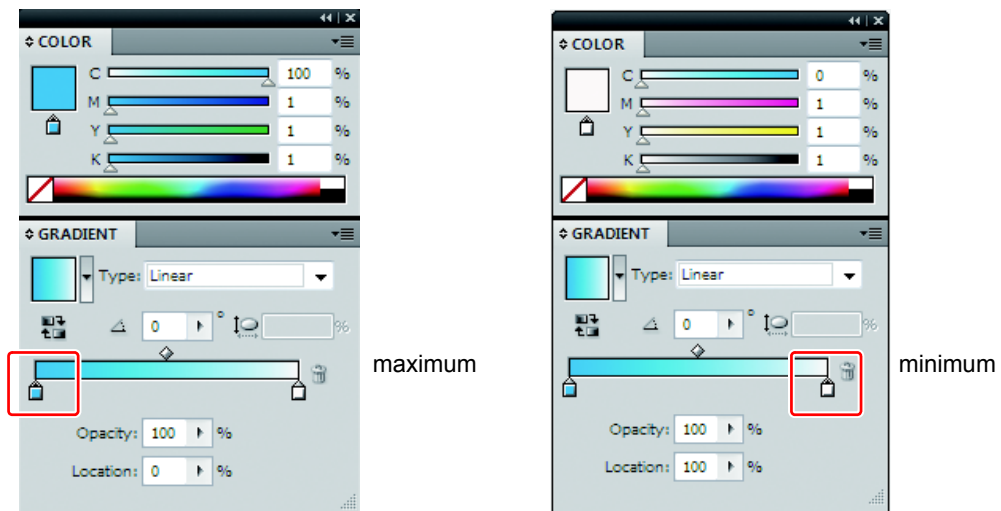 COLOR
C 100 %
M 1 %
Y 1 %
K 1 %
GRADIENT
Type: Linear
0 ° %
Opacity: 100 %
Location: 0 %
maximum
COLOR
C 0 %
M 1 %
Y 1 %
K 1 %
GRADIENT
Type: Linear
0 ° %
Opacity: 100 %
Location: 100 %
minimum